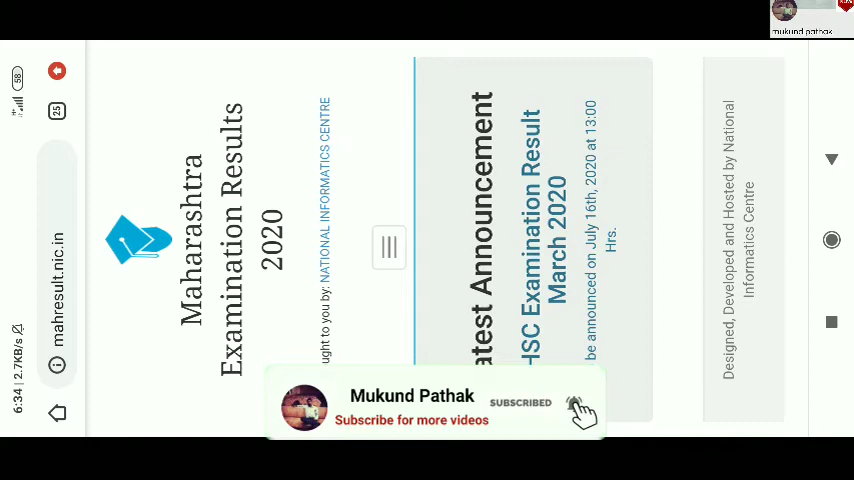 mukund pathak
6:34 | 2.7KB/s
58
mahresult.nic.in
25
Maharashtra
Examination Results
2020
ught to you by: NATIONAL INFORMATICS CENTRE
atest Announcement
HSC Examination Result
March 2020
be announced on July 16th, 2020 at 13:00
Hrs.
Designed, Developed and Hosted by National
Informatics Centre
Mukund Pathak
SUBSCRIBED
Subscribe for more videos